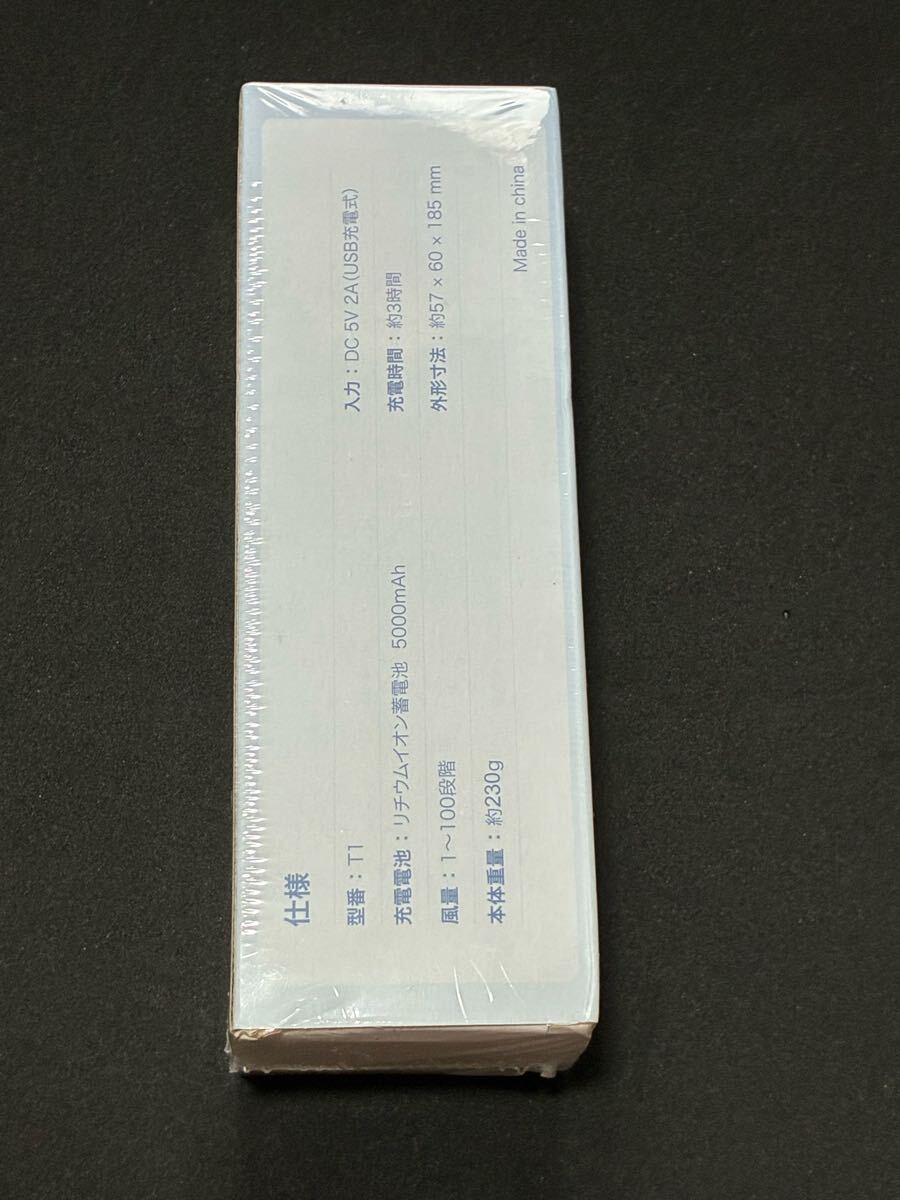 仕様
型番：T1
充電電池：リチウムイオン蓄電池 5000mAh
風量：1～100段階
本体重量：約230g
入力：DC 5V 2A(USB充電式)
充電時間：約3時間
外形寸法：約57 × 60 × 185 mm
Made in china